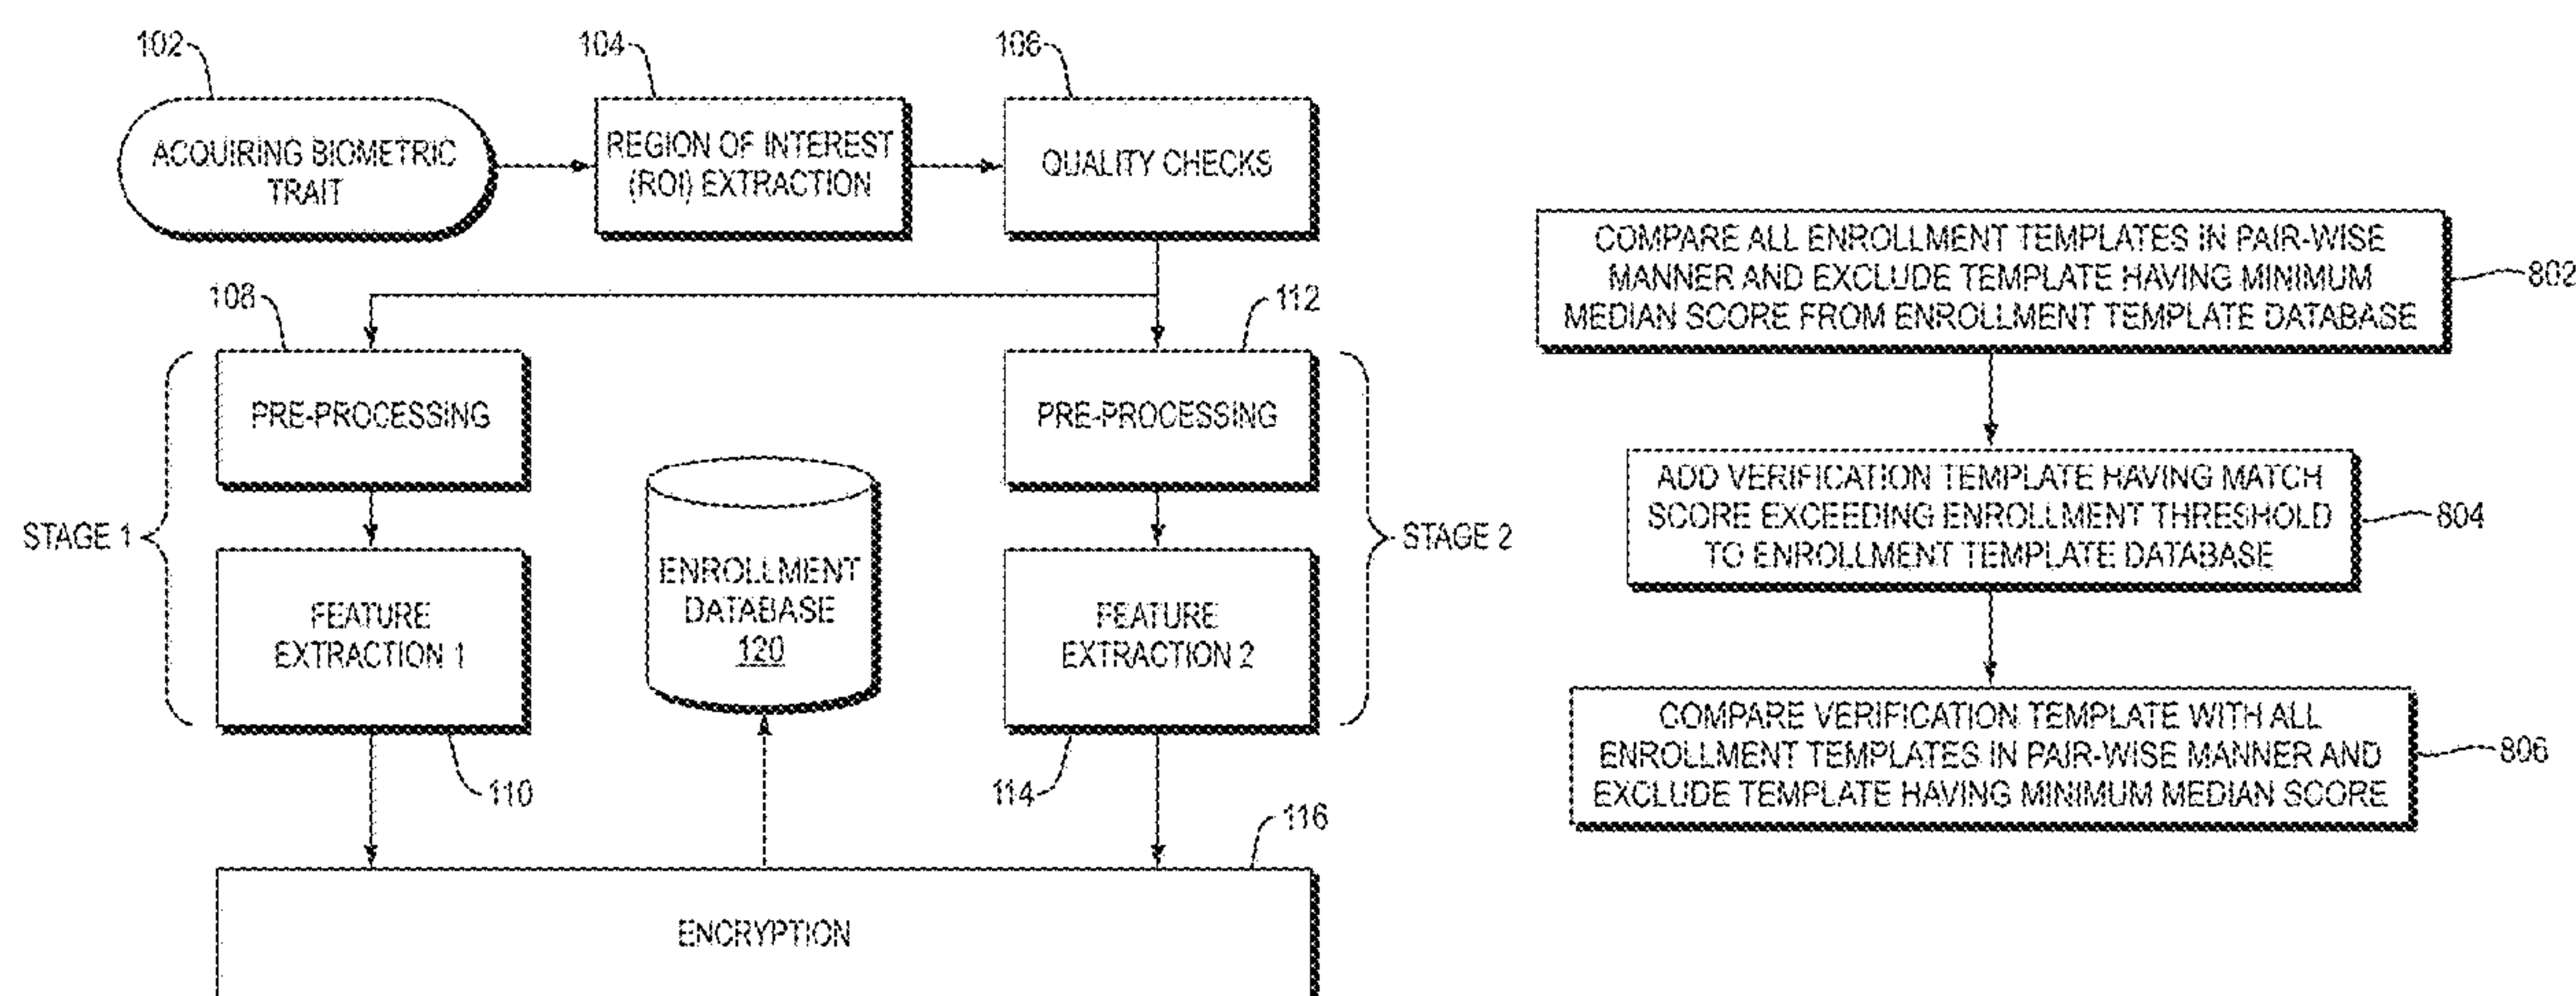 102
104
106
ACQUIRING BIOMETRIC
TRAIT
REGION OF INTEREST
(ROI) EXTRACTION
QUALITY CHECKS
108
112
PRE-PROCESSING
PRE-PROCESSING
STAGE 1
STAGE 2
ENROLLMENT
DATABASE
120
FEATURE
EXTRACTION 1
FEATURE
EXTRACTION 2
110
114
116
ENCRYPTION
COMPARE ALL ENROLLMENT TEMPLATES IN PAIR-WISE
MANNER AND EXCLUDE TEMPLATE HAVING MINIMUM
MEDIAN SCORE FROM ENROLLMENT TEMPLATE DATABASE
802
ADD VERIFICATION TEMPLATE HAVING MATCH
SCORE EXCEEDING ENROLLMENT THRESHOLD
TO ENROLLMENT TEMPLATE DATABASE
804
COMPARE VERIFICATION TEMPLATE WITH ALL
ENROLLMENT TEMPLATES IN PAIR-WISE MANNER AND
EXCLUDE TEMPLATE HAVING MINIMUM MEDIAN SCORE
806